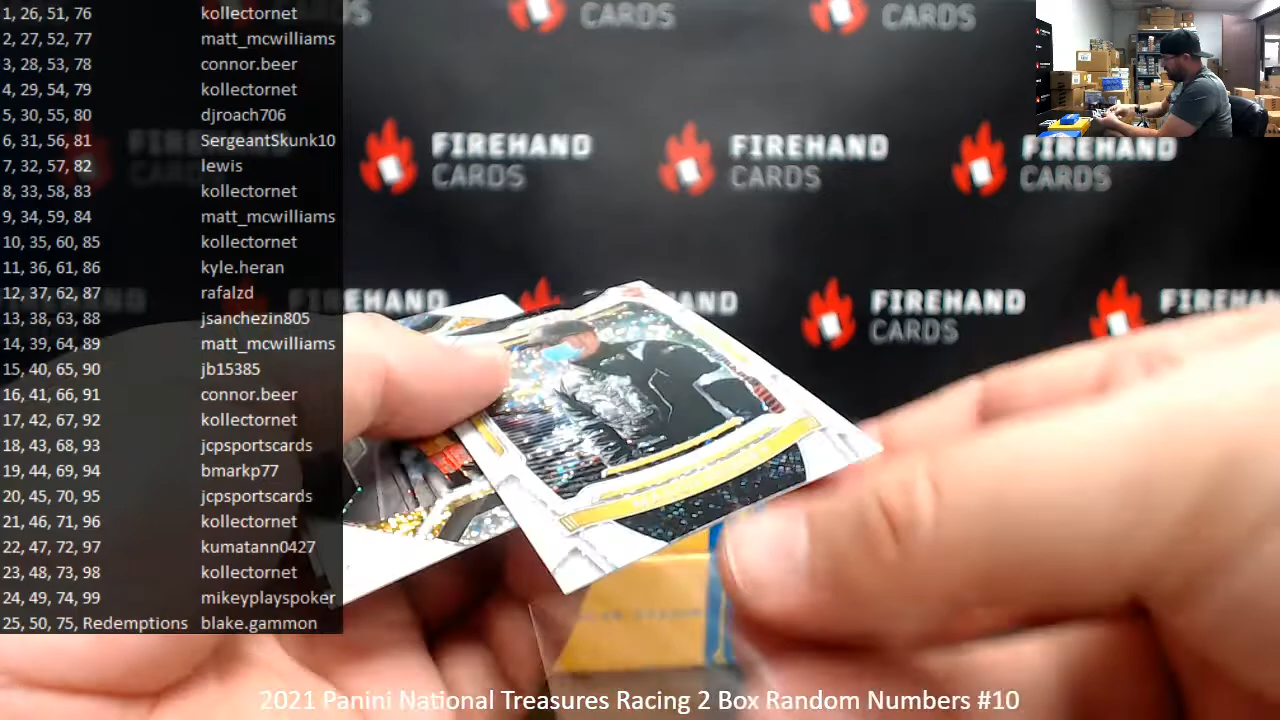 1, 26, 51, 76 kollectornet
2, 27, 52, 77 matt_mcwilliams
3, 28, 53, 78 connor.beer
4, 29, 54, 79 kollectornet
5, 30, 55, 80 djroach706
6, 31, 56, 81 SergeantSkunk10
7, 32, 57, 82 lewis
8, 33, 58, 83 kollectornet
9, 34, 59, 84 matt_mcwilliams
10, 35, 60, 85 kollectornet
11, 36, 61, 86 kyle.heran
12, 37, 62, 87 rafalzd
13, 38, 63, 88 jsanchezin805
14, 39, 64, 89 matt_mcwilliams
15, 40, 65, 90 jb15385
16, 41, 66, 91 connor.beer
17, 42, 67, 92 kollectornet
18, 43, 68, 93 jcpsportscards
19, 44, 69, 94 bmarkp77
20, 45, 70, 95 jcpsportscards
21, 46, 71, 96 kollectornet
22, 47, 72, 97 kumatann0427
23, 48, 73, 98 kollectornet
24, 49, 74, 99 mikeyplayspoker
25, 50, 75, Redemptions blake.gammon
CARDS CARDS
FIREHAND FIREHAND FIREHAND
CARDS CARDS CARDS
FIREHAND FIREHAND
CARDS
2021 Panini National Treasures Racing 2 Box Random Numbers #10